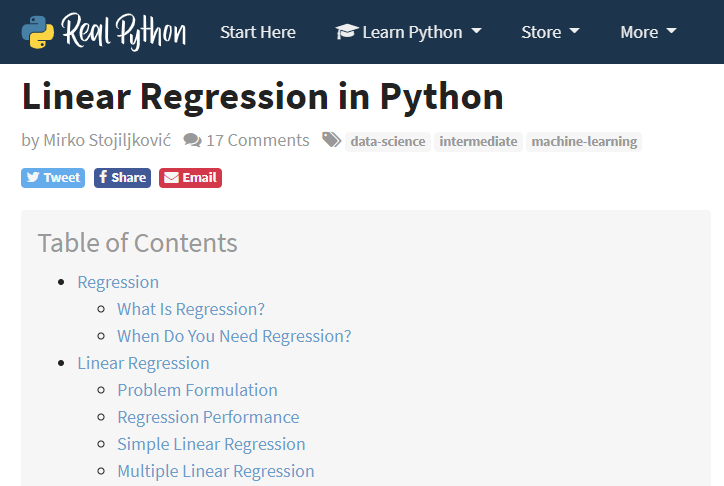 Real Python Start Here Learn Python Store More
Linear Regression in Python
by Mirko Stojiljković 17 Comments data-science intermediate machine-learning
Tweet Share Email
Table of Contents
Regression
What Is Regression?
When Do You Need Regression?
Linear Regression
Problem Formulation
Regression Performance
Simple Linear Regression
Multiple Linear Regression